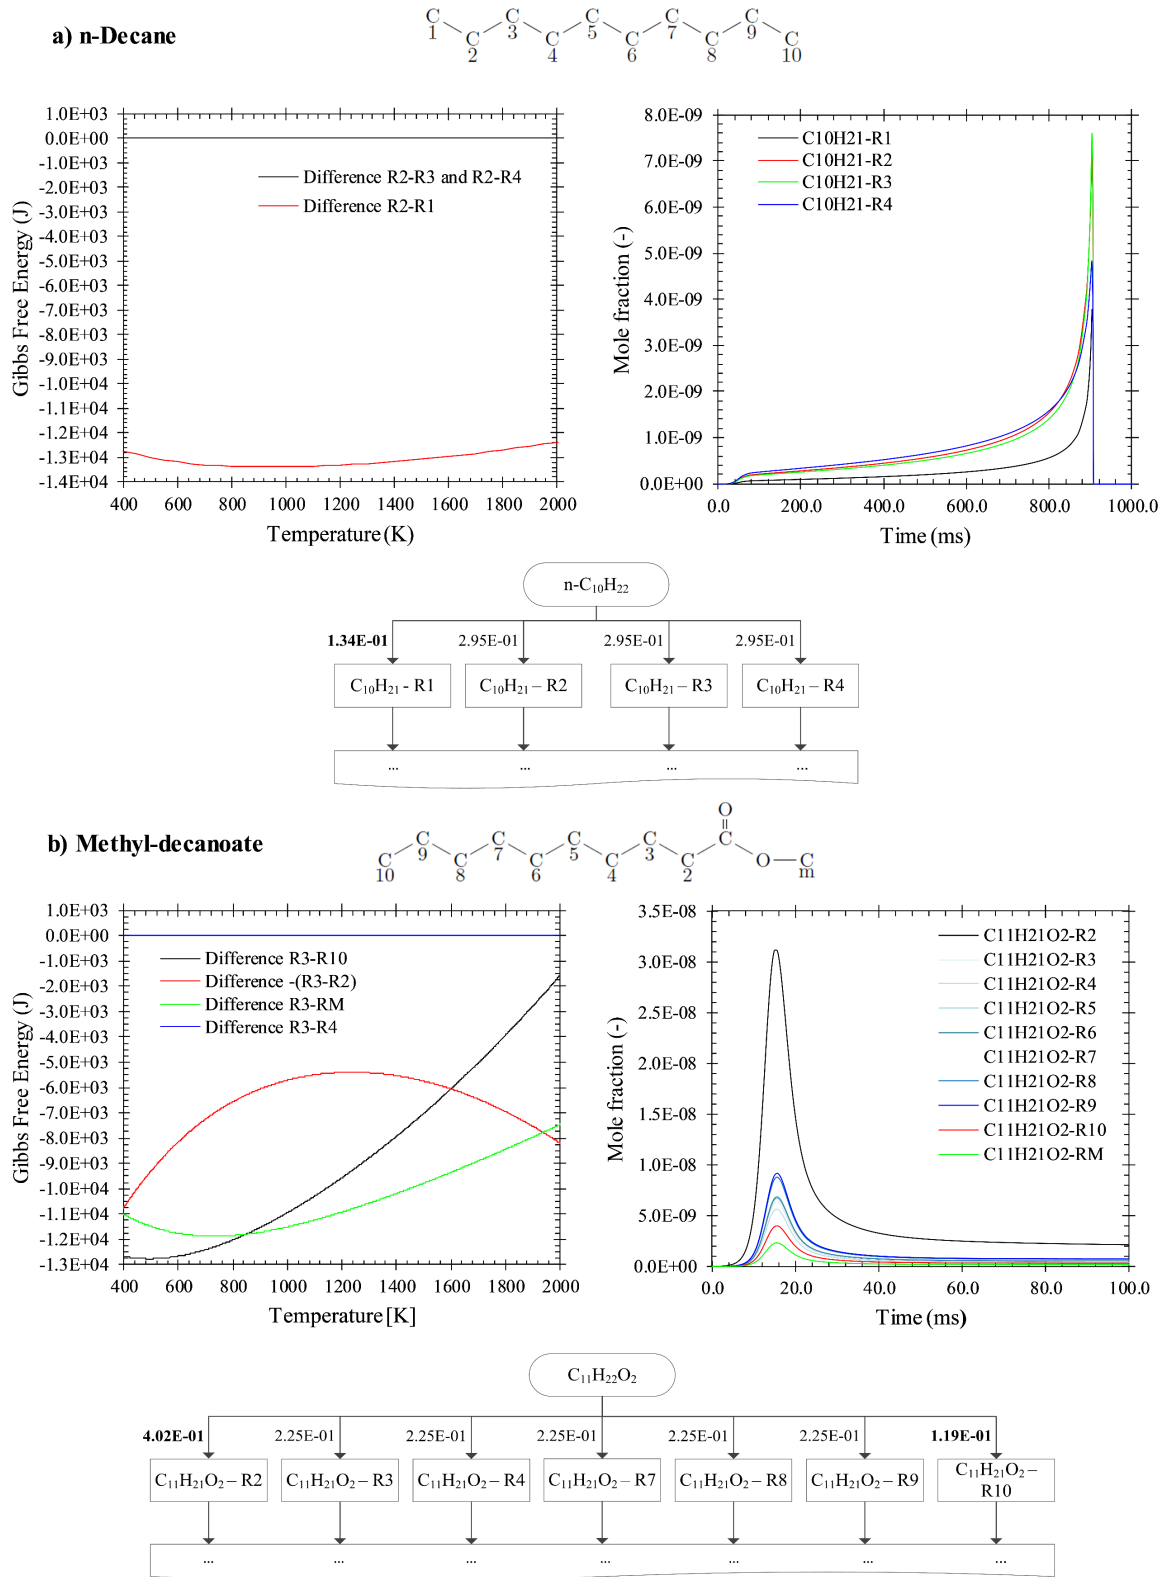 a) n-Decane
C C C C C C C C C C
1 2 3 4 5 6 7 8 9 10
1.0E+03
0.0E+00
-1.0E+03
-2.0E+03
-3.0E+03
-4.0E+03
-5.0E+03
-6.0E+03
-7.0E+03
-8.0E+03
-9.0E+03
-1.0E+04
-1.1E+04
-1.2E+04
-1.3E+04
-1.4E+04
Gibbs Free Energy (J)
Difference R2-R3 and R2-R4
Difference R2-R1
400 600 800 1000 1200 1400 1600 1800 2000
Temperature (K)
8.0E-09
7.0E-09
6.0E-09
5.0E-09
4.0E-09
3.0E-09
2.0E-09
1.0E-09
0.0E+00
Mole fraction (-)
C10H21-R1
C10H21-R2
C10H21-R3
C10H21-R4
0.0 200.0 400.0 600.0 800.0 1000.0
Time (ms)
n-C₁₀H₂₂
1.34E-01 2.95E-01 2.95E-01 2.95E-01
C₁₀H₂₁ - R1 C₁₀H₂₁ – R2 C₁₀H₂₁ – R3 C₁₀H₂₁ – R4
... ... ... ...
b) Methyl-decanoate
O
C C C C C C C C C C O C
10 9 8 7 6 5 4 3 2 m
1.0E+03
0.0E+00
-1.0E+03
-2.0E+03
-3.0E+03
-4.0E+03
-5.0E+03
-6.0E+03
-7.0E+03
-8.0E+03
-9.0E+03
-1.0E+04
-1.1E+04
-1.2E+04
-1.3E+04
Gibbs Free Energy (J)
Difference R3-R10
Difference -(R3-R2)
Difference R3-RM
Difference R3-R4
400 600 800 1000 1200 1400 1600 1800 2000
Temperature [K]
3.5E-08
3.0E-08
2.5E-08
2.0E-08
1.5E-08
1.0E-08
5.0E-09
0.0E+00
Mole fraction (-)
C11H21O2-R2
C11H21O2-R3
C11H21O2-R4
C11H21O2-R5
C11H21O2-R6
C11H21O2-R7
C11H21O2-R8
C11H21O2-R9
C11H21O2-R10
C11H21O2-RM
0.0 20.0 40.0 60.0 80.0 100.0
Time (ms)
C₁₁H₂₂O₂
4.02E-01 2.25E-01 2.25E-01 2.25E-01 2.25E-01 2.25E-01 1.19E-01
C₁₁H₂₁O₂ – R2 C₁₁H₂₁O₂ – R3 C₁₁H₂₁O₂ – R4 C₁₁H₂₁O₂ – R7 C₁₁H₂₁O₂ – R8 C₁₁H₂₁O₂ – R9 C₁₁H₂₁O₂ –
R10
... ... ... ... ... ... ...